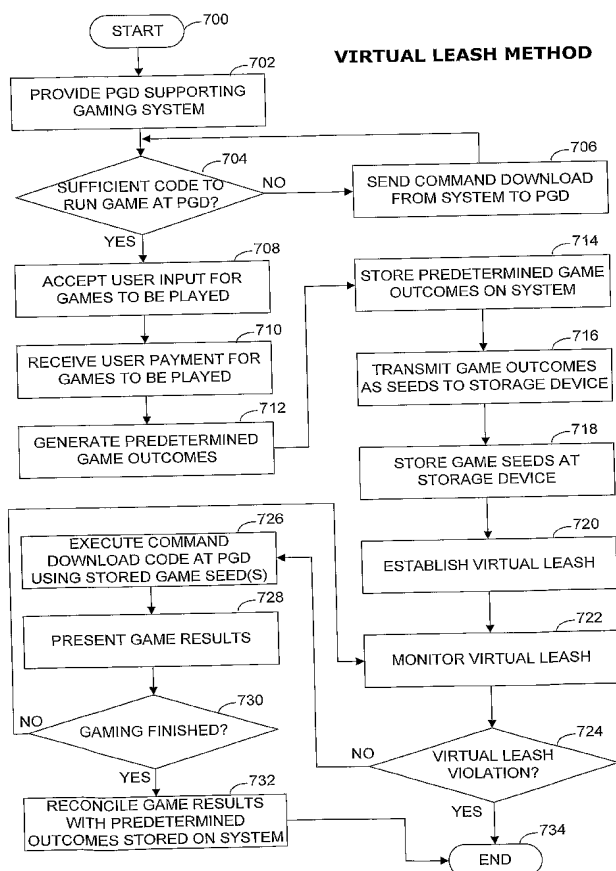 700
START
VIRTUAL LEASH METHOD
702
PROVIDE PGD SUPPORTING
GAMING SYSTEM
704
SUFFICIENT CODE TO
RUN GAME AT PGD?
NO
YES
706
SEND COMMAND DOWNLOAD
FROM SYSTEM TO PGD
708
ACCEPT USER INPUT FOR
GAMES TO BE PLAYED
710
RECEIVE USER PAYMENT FOR
GAMES TO BE PLAYED
712
GENERATE PREDETERMINED
GAME OUTCOMES
714
STORE PREDETERMINED GAME
OUTCOMES ON SYSTEM
716
TRANSMIT GAME OUTCOMES
AS SEEDS TO STORAGE DEVICE
718
STORE GAME SEEDS AT
STORAGE DEVICE
720
ESTABLISH VIRTUAL LEASH
722
MONITOR VIRTUAL LEASH
724
VIRTUAL LEASH
VIOLATION?
NO
YES
726
EXECUTE COMMAND
DOWNLOAD CODE AT PGD
USING STORED GAME SEED(S)
728
PRESENT GAME RESULTS
730
GAMING FINISHED?
NO
YES
732
RECONCILE GAME RESULTS
WITH PREDETERMINED
OUTCOMES STORED ON SYSTEM
734
END